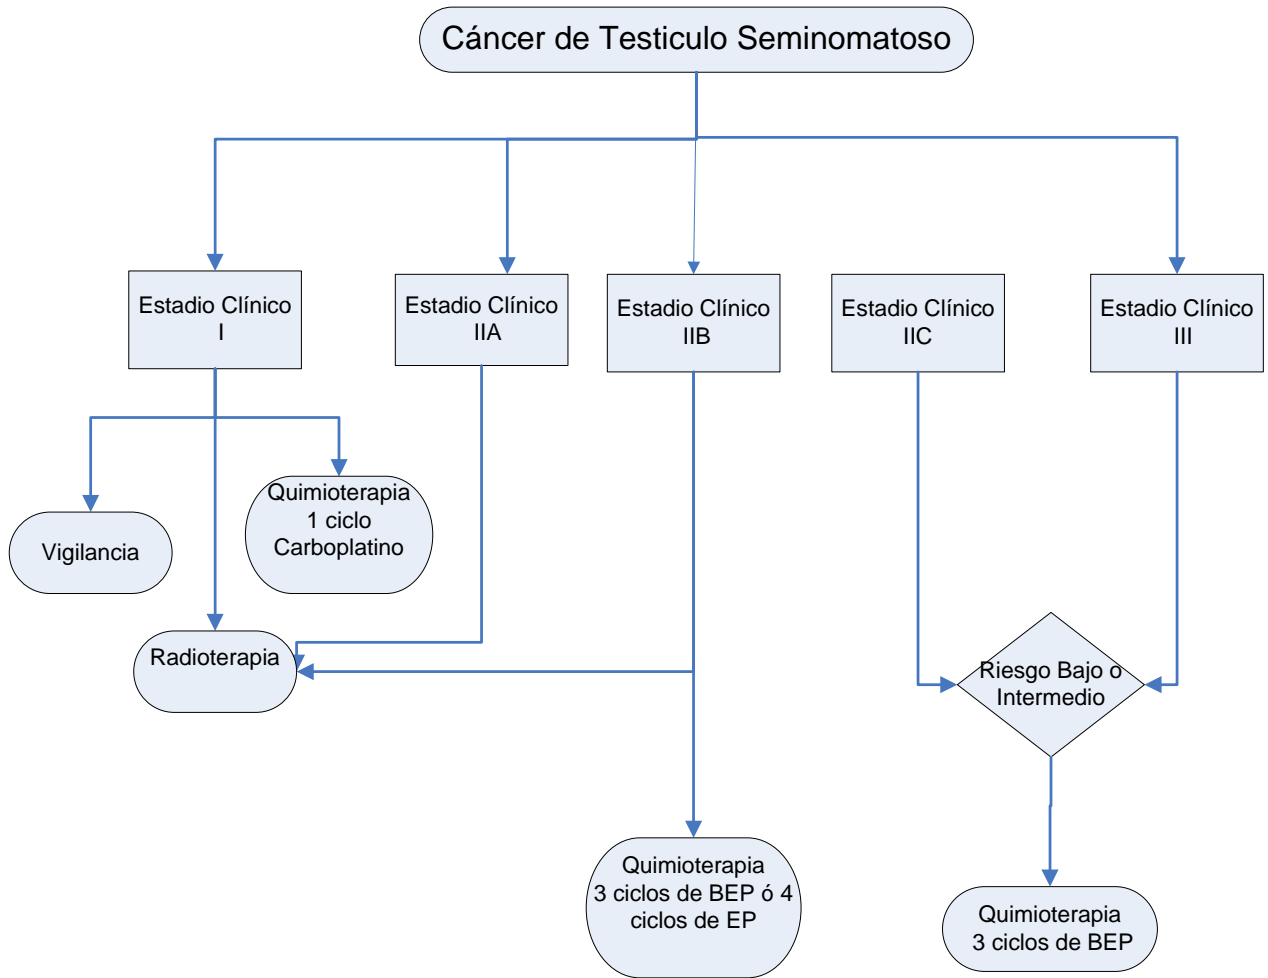 Cáncer de Testiculo Seminomatoso
Estadio Clínico
I
Estadio Clínico
IIA
Estadio Clínico
IIB
Estadio Clínico
IIC
Estadio Clínico
III
Vigilancia
Quimioterapia
1 ciclo
Carboplatino
Radioterapia
Riesgo Bajo o
Intermedio
Quimioterapia
3 ciclos de BEP ó 4
ciclos de EP
Quimioterapia
3 ciclos de BEP